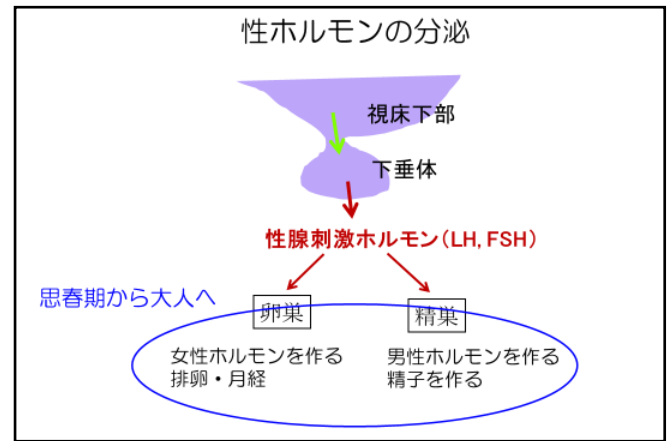 性ホルモンの分泌
視床下部
下垂体
性腺刺激ホルモン(LH, FSH)
思春期から大人へ
卵巣
精巣
女性ホルモンを作る
排卵・月経
男性ホルモンを作る
精子を作る